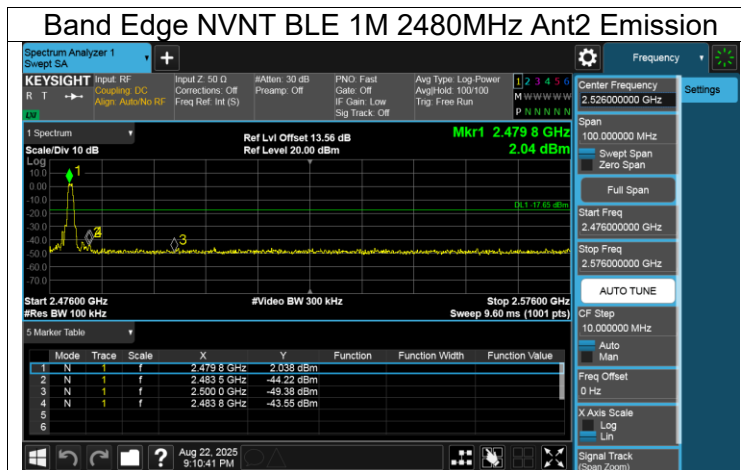 Band Edge NVNT BLE 1M 2480MHz Ant2 Emission
Spectrum Analyzer 1
Swept SA
+
Frequency
KEYSIGHT
R T
LXI
Input: RF
Coupling: DC
Align: Auto/No RF
Input Z: 50 Ω
Corrections: Off
Freq Ref: Int (S)
#Atten: 30 dB
Preamp: Off
PNO: Fast
Gate: Off
IF Gain: Low
Sig Track: Off
Avg Type: Log-Power
Avg|Hold: 100/100
Trig: Free Run
1 2 3 4 5 6
M W W W W W
P N N N N N
Center Frequency
2.526000000 GHz
Settings
Span
100.000000 MHz
Swept Span
Zero Span
Full Span
Start Freq
2.476000000 GHz
Stop Freq
2.576000000 GHz
AUTO TUNE
CF Step
10.000000 MHz
Auto
Man
Freq Offset
0 Hz
X Axis Scale
Log
Lin
Signal Track
(Span Zoom)
1 Spectrum
Scale/Div 10 dB
Ref Lvl Offset 13.56 dB
Ref Level 20.00 dBm
Mkr1 2.479 8 GHz
2.04 dBm
Log
10.0
0.00
-10.0
-20.0
-30.0
-40.0
-50.0
-60.0
-70.0
1
3
DL1 -17.65 dBm
Start 2.47600 GHz
#Res BW 100 kHz
#Video BW 300 kHz
Stop 2.57600 GHz
Sweep 9.60 ms (1001 pts)
5 Marker Table
Mode Trace Scale X Y Function Function Width Function Value
1 N 1 f 2.479 8 GHz 2.038 dBm
2 N 1 f 2.483 5 GHz -44.22 dBm
3 N 1 f 2.500 0 GHz -49.38 dBm
4 N 1 f 2.483 8 GHz -43.55 dBm
5
6
?
Aug 22, 2025
9:10:41 PM